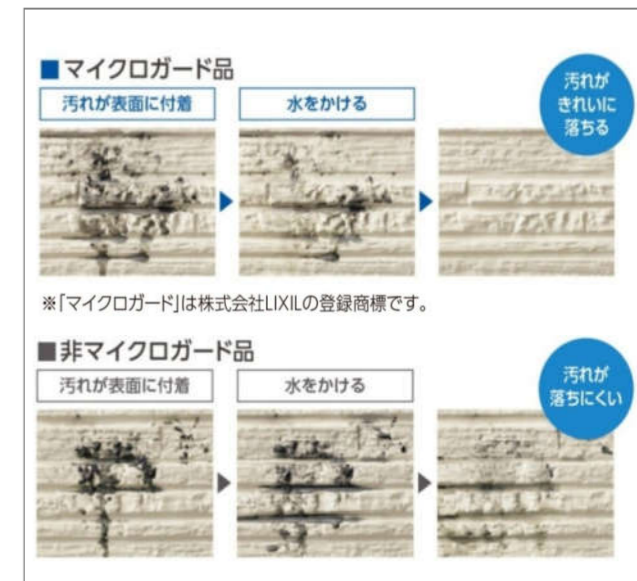 ■マイクロガード品
汚れが表面に付着
水をかける
汚れが
きれいに
落ちる
※「マイクロガード」は株式会社LIXILの登録商標です。
■非マイクロガード品
汚れが表面に付着
水をかける
汚れが
落ちにくい